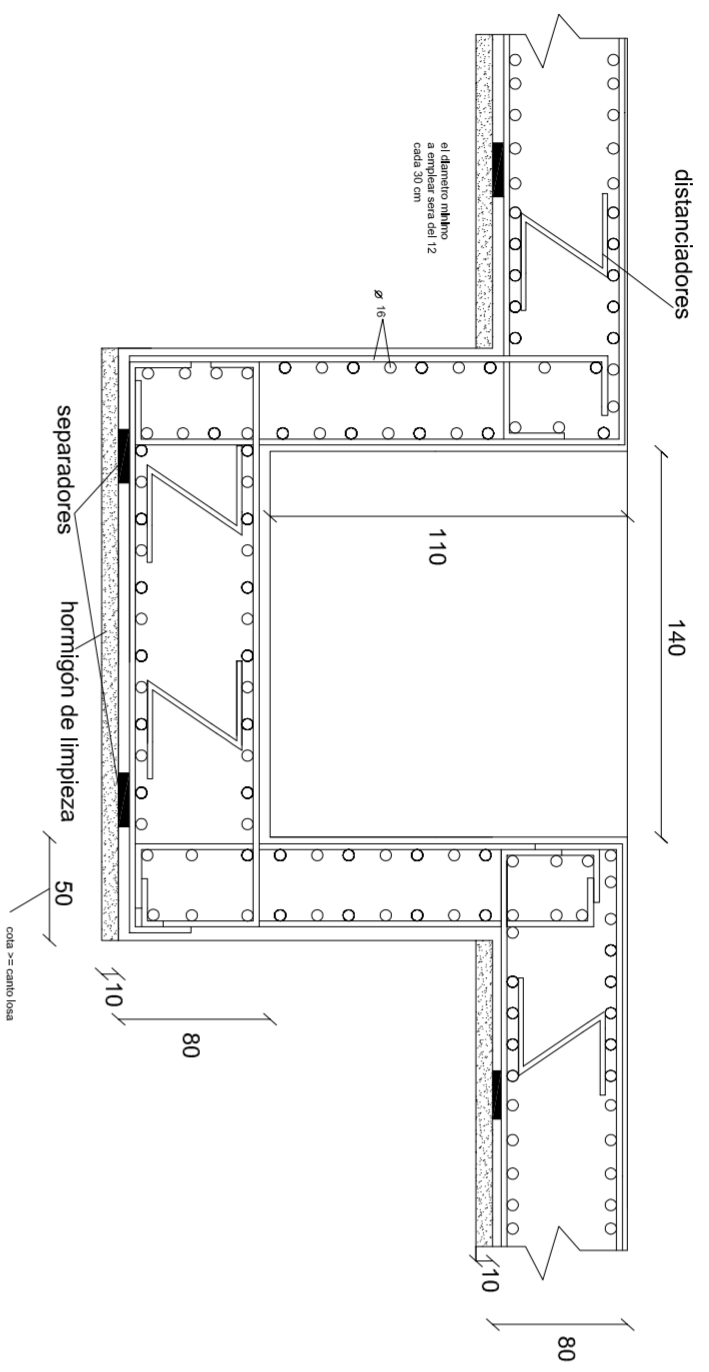 distanciadores
el diametro mínimo
a emplear sera del 12
cada 30 cm
Ø 16
140
110
separadores
hormigón de limpieza
50
cota >= canto losa
10
80
10
80